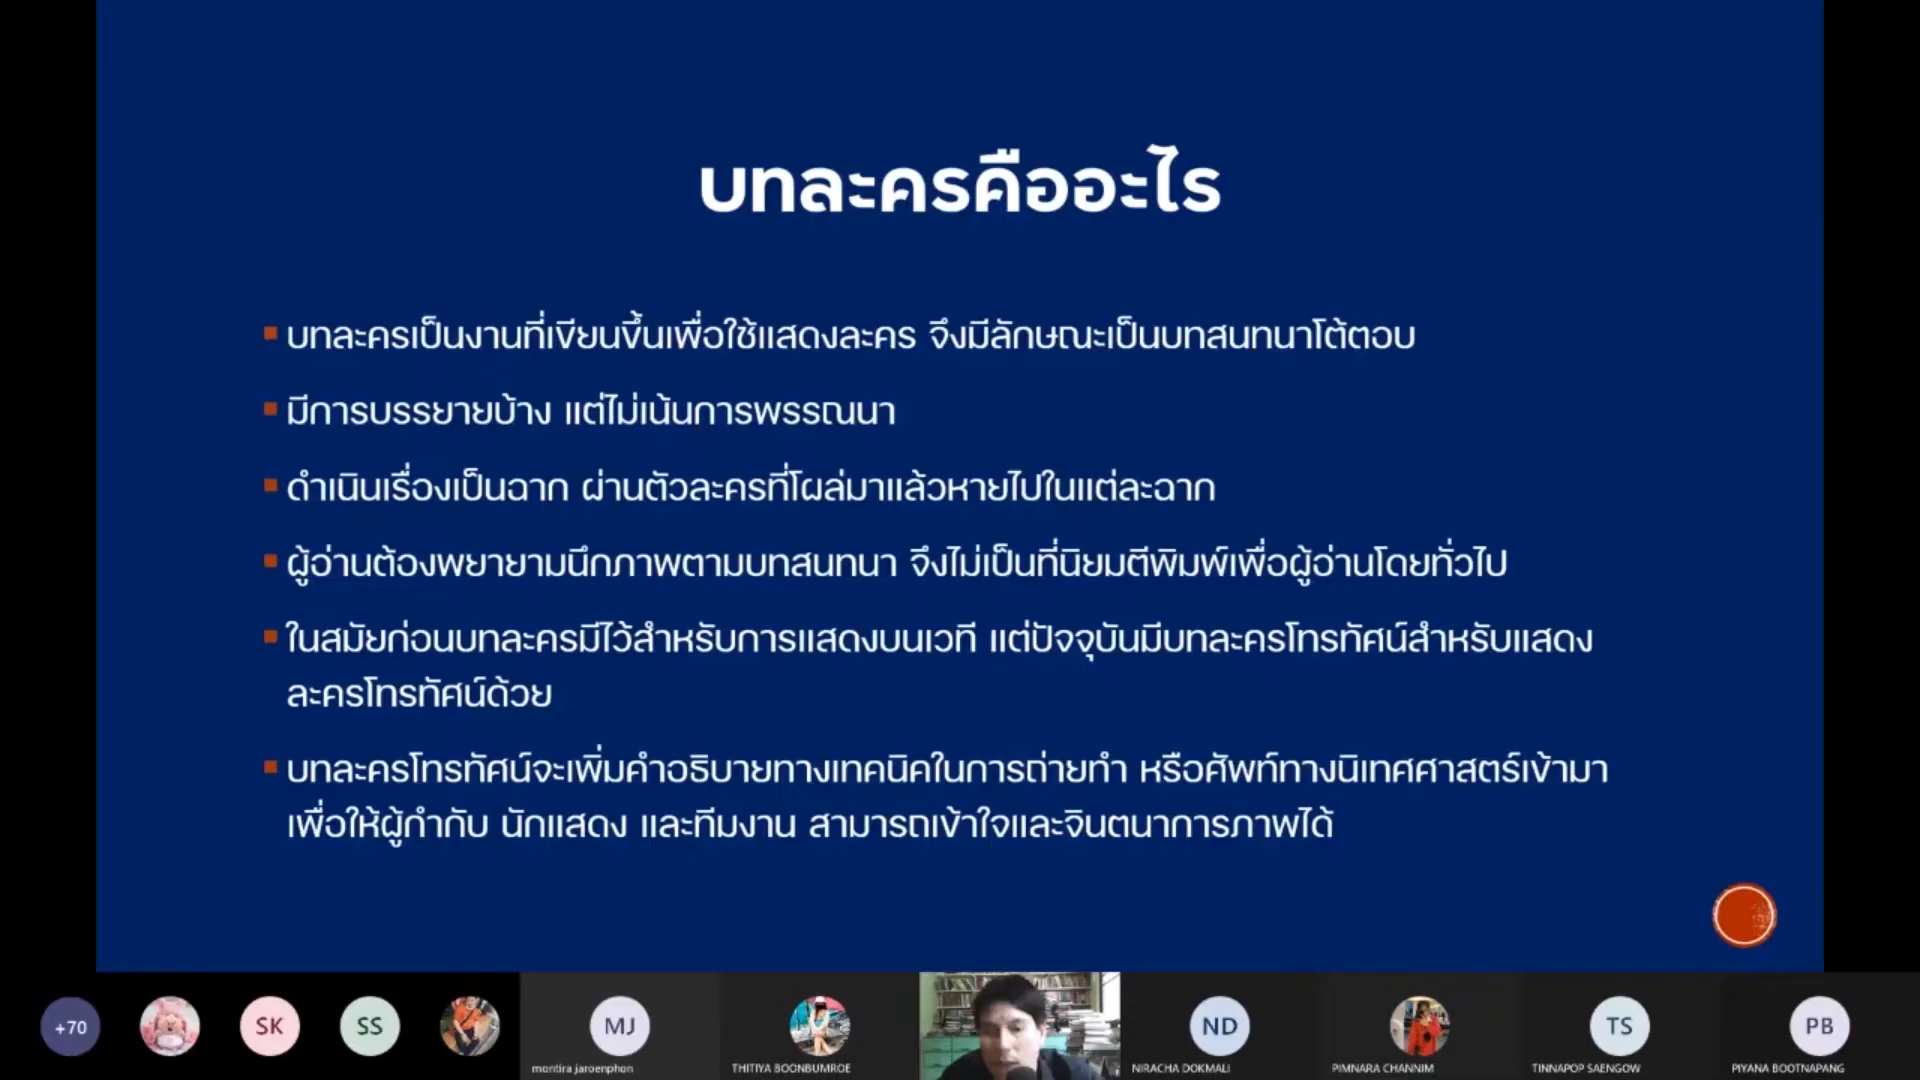 บทละครคืออะไร
บทละครเป็นงานที่เขียนขึ้นเพื่อใช้แสดงละคร จึงมีลักษณะเป็นบทสนทนาโต้ตอบ
มีการบรรยายบ้าง แต่ไม่เน้นการพรรณนา
ดำเนินเรื่องเป็นฉาก ผ่านตัวละครที่โผล่มาแล้วหายไปในแต่ละฉาก
ผู้อ่านต้องพยายามนึกภาพตามบทสนทนา จึงไม่เป็นที่นิยมตีพิมพ์เพื่อผู้อ่านโดยทั่วไป
ในสมัยก่อนบทละครมีไว้สำหรับการแสดงบนเวที แต่ปัจจุบันมีบทละครโทรทัศน์สำหรับแสดง
ละครโทรทัศน์ด้วย
บทละครโทรทัศน์จะเพิ่มคำอธิบายทางเทคนิคในการถ่ายทำ หรือศัพท์ทางนิเทศศาสตร์เข้ามา
เพื่อให้ผู้กำกับ นักแสดง และทีมงาน สามารถเข้าใจและจินตนาการภาพได้
+70 SK SS MJ ND TS PB
montira jaroenphon THITIYA BOONBUMROE NIRACHA DOKMALI PIMNARA CHANNIM TINNAPOP SAENGOW PIYANA BOOTNAPANG